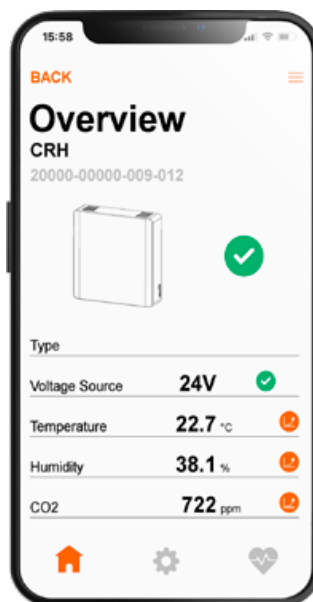 15:58
BACK
Overview
CRH
20000-00000-009-012
Type
Voltage Source 24V
Temperature 22.7 °C
Humidity 38.1 %
CO2 722 ppm